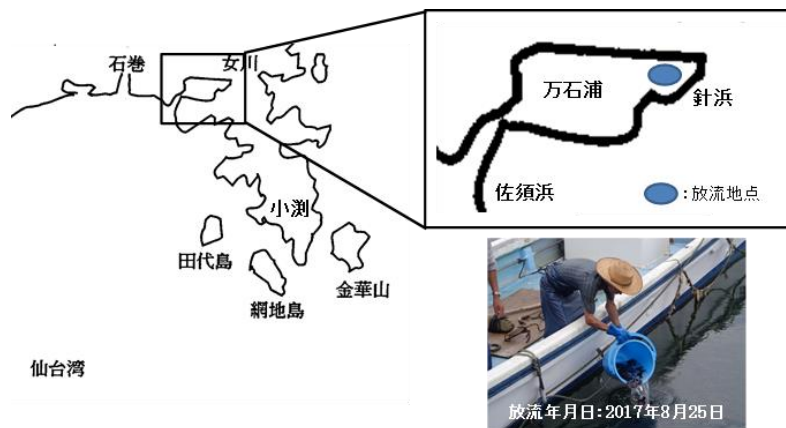 石巻
女川
小渕
田代島
網地島
金華山
仙台湾
万石浦
針浜
佐須浜
:放流地点
放流年月日:2017年8月25日